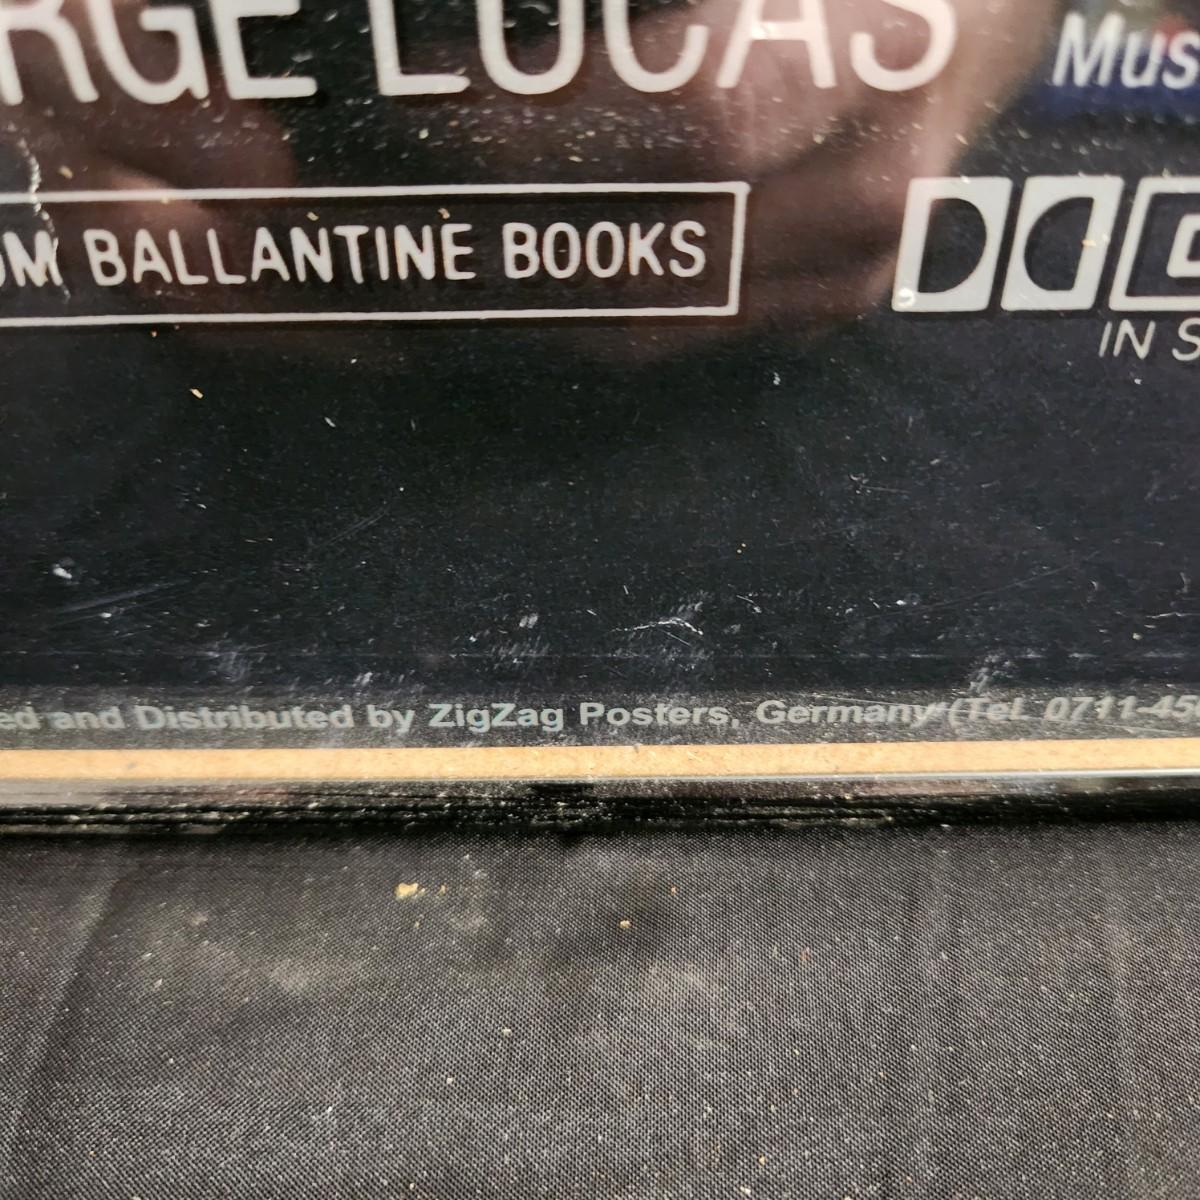 RGE LUCAS
Mus
OM BALLANTINE BOOKS
IN S
ed and Distributed by ZigZag Posters, Germany (Tel. 0711-45